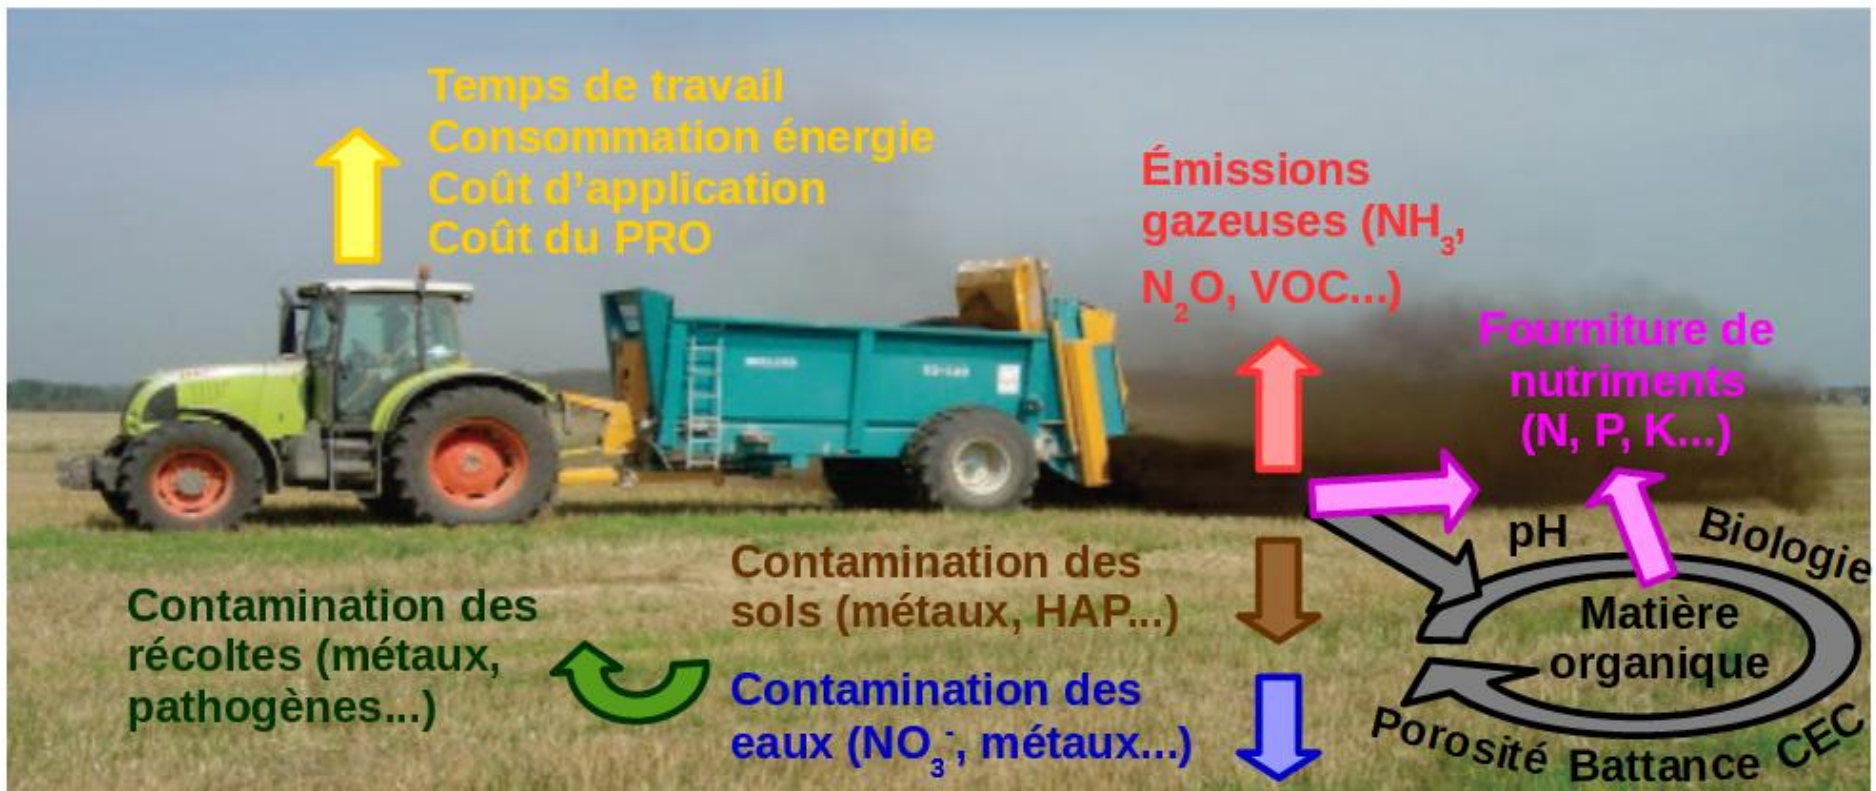 Temps de travail
Consommation énergie
Coût d’application
Coût du PRO
Émissions
gazeuses (NH₃,
N₂O, VOC...)
Fourniture de
nutriments
(N, P, K...)
Contamination des
sols (métaux, HAP...)
Contamination des
récoltes (métaux,
pathogènes...)
Contamination des
eaux (NO₃⁻, métaux...)
pH
Biologie
Matière
organique
Porosité
Battance
CEC